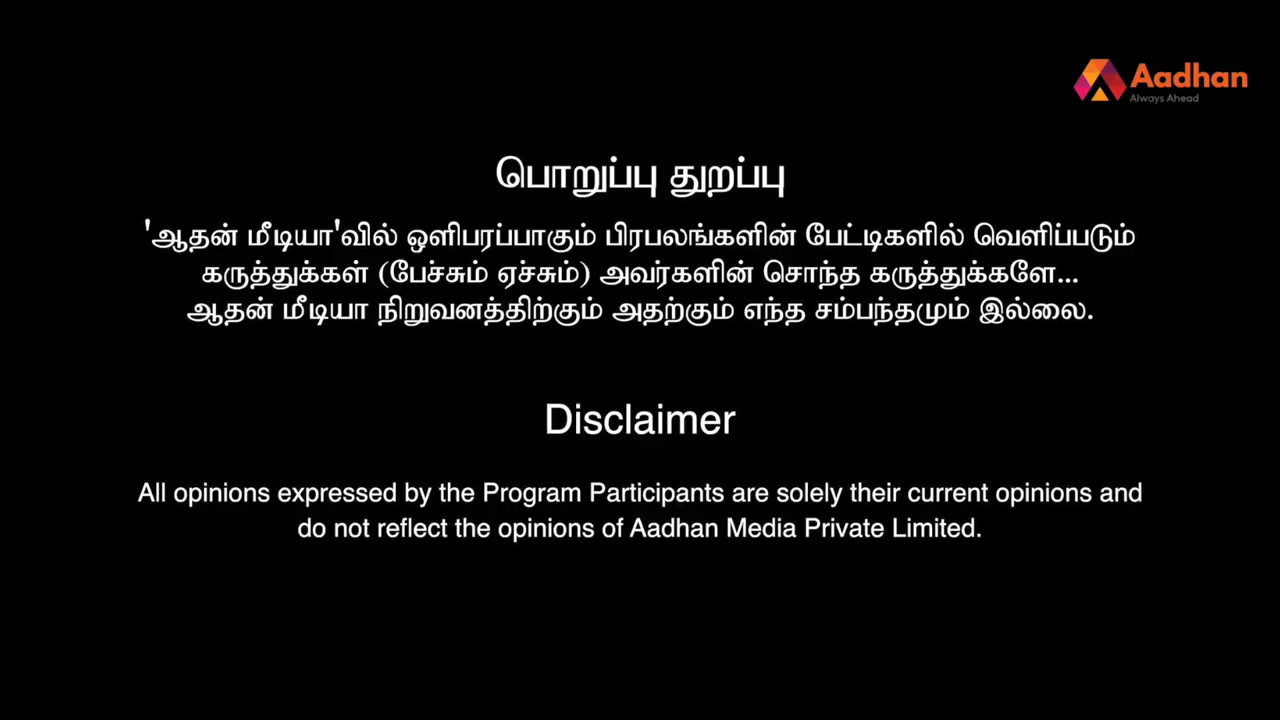 Aadhan
Always Ahead
பொறுப்பு துறப்பு
'ஆதன் மீடியா'வில் ஒளிபரப்பாகும் பிரபலங்களின் பேட்டிகளில் வெளிப்படும்
கருத்துக்கள் (பேச்சும் ஏச்சும்) அவர்களின் சொந்த கருத்துக்களே...
ஆதன் மீடியா நிறுவனத்திற்கும் அதற்கும் எந்த சம்பந்தமும் இல்லை.
Disclaimer
All opinions expressed by the Program Participants are solely their current opinions and
do not reflect the opinions of Aadhan Media Private Limited.